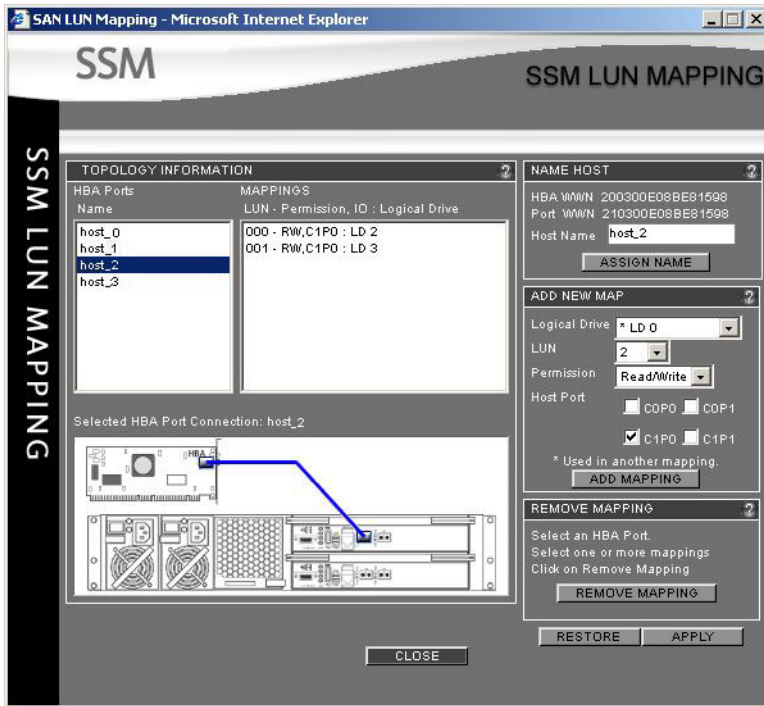 SAN LUN Mapping - Microsoft Internet Explorer
SSM
SSM LUN MAPPING
SSM LUN MAPPING
TOPOLOGY INFORMATION ?
HBA Ports MAPPINGS
Name LUN - Permission, IO : Logical Drive
host_0
host_1
host_2
host_3
000 - RW,C1P0 : LD 2
001 - RW,C1P0 : LD 3
Selected HBA Port Connection: host_2
HBA
NAME HOST ?
HBA WWN 200300E08BE81598
Port WWN 210300E08BE81598
Host Name host_2
ASSIGN NAME
ADD NEW MAP ?
Logical Drive * LD 0
LUN 2
Permission Read/Write
Host Port
C0P0 C0P1
C1P0 C1P1
* Used in another mapping.
ADD MAPPING
REMOVE MAPPING ?
Select an HBA Port.
Select one or more mappings
Click on Remove Mapping
REMOVE MAPPING
RESTORE APPLY
CLOSE